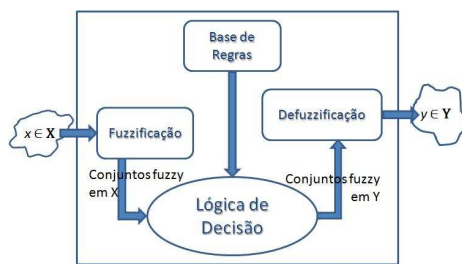 Base de
Regras
x ∈ X
Fuzzificação
Defuzzificação
y ∈ Y
Conjuntos fuzzy
em X
Conjuntos fuzzy
em Y
Lógica de
Decisão